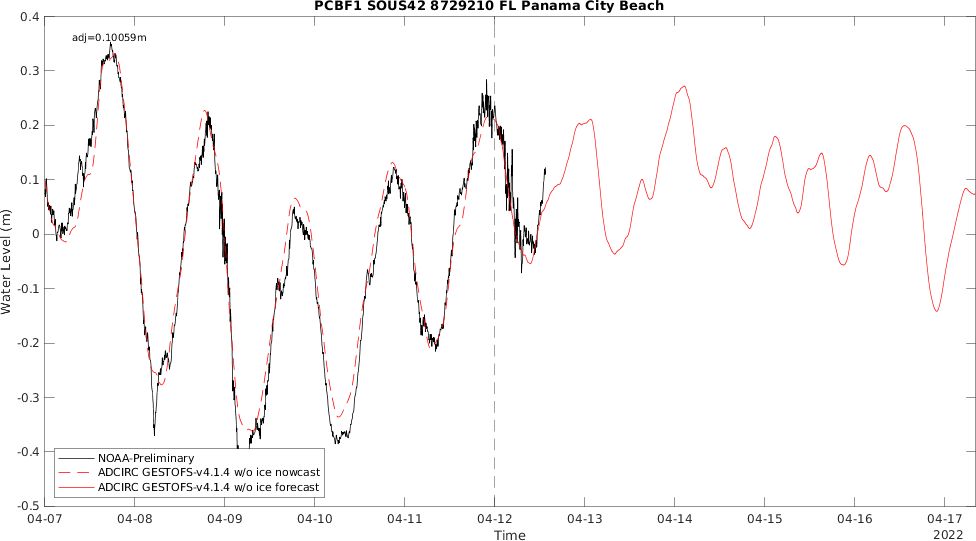 PCBF1 SOUS42 8729210 FL Panama City Beach
adj=0.10059m
0.4
0.3
0.2
0.1
0
-0.1
-0.2
-0.3
-0.4
-0.5
Water Level (m)
NOAA-Preliminary
ADCIRC GESTOFS-v4.1.4 w/o ice nowcast
ADCIRC GESTOFS-v4.1.4 w/o ice forecast
04-07 04-08 04-09 04-10 04-11 04-12 04-13 04-14 04-15 04-16 04-17
Time
2022